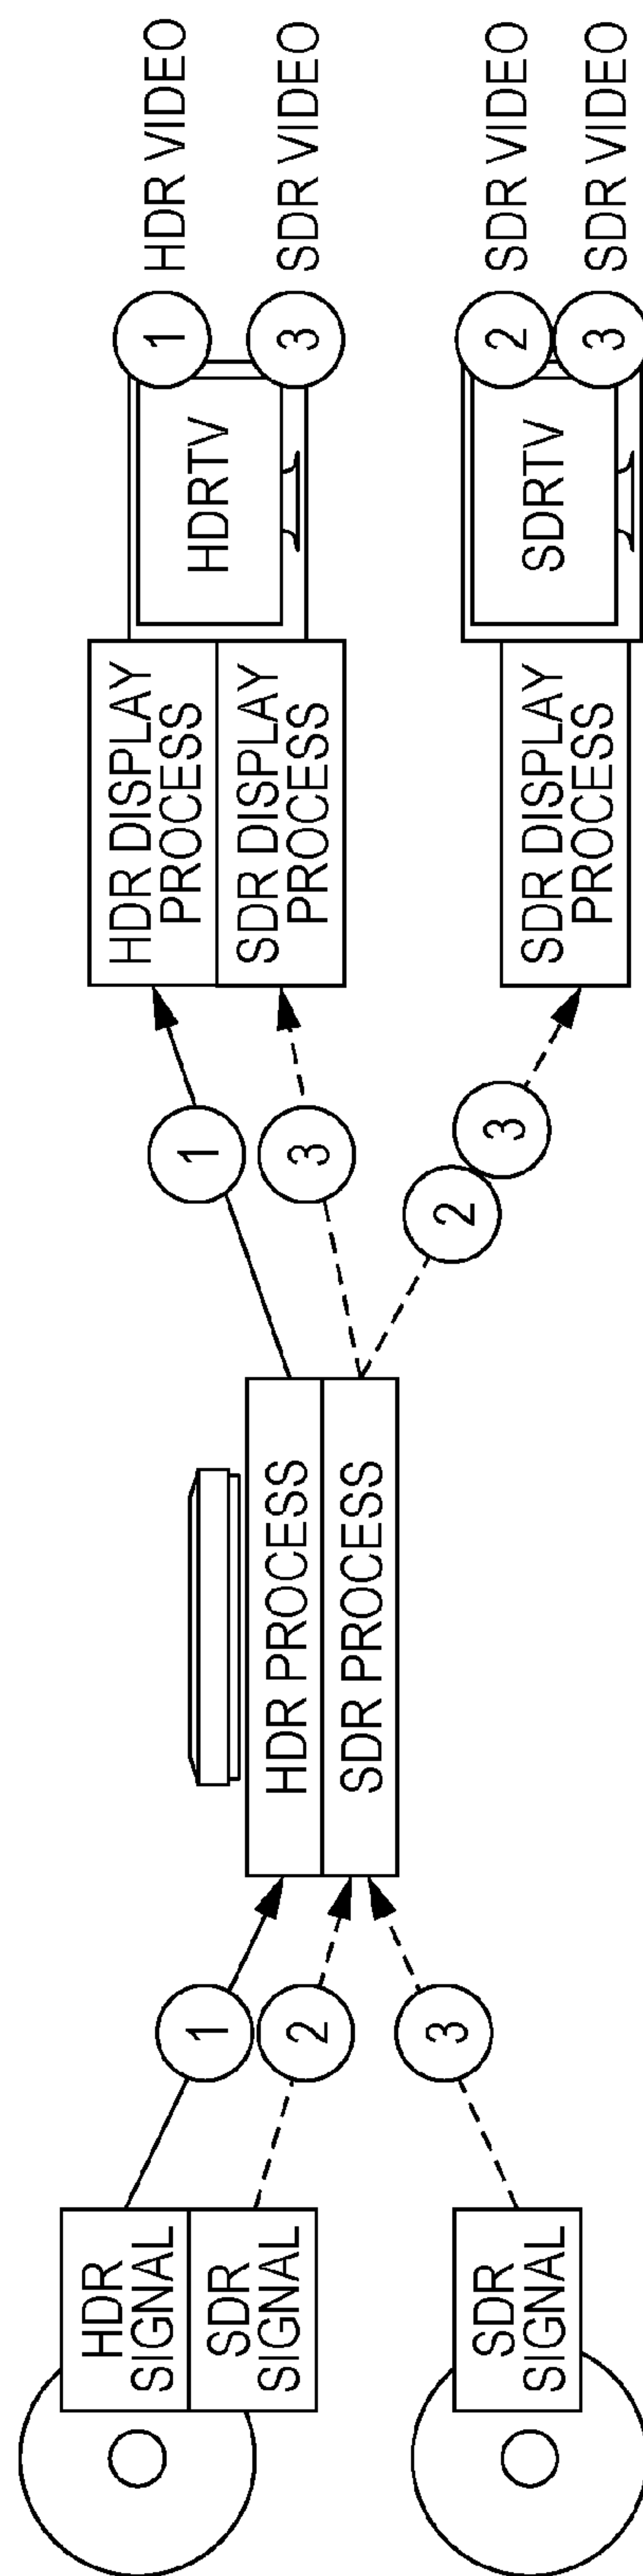 HDR
SIGNAL
SDR
SIGNAL
SDR
SIGNAL
1
2
3
HDR PROCESS
SDR PROCESS
1
3
2
3
HDR DISPLAY
PROCESS
SDR DISPLAY
PROCESS
SDR DISPLAY
PROCESS
HDRTV
SDRTV
1
HDR VIDEO
3
SDR VIDEO
2
SDR VIDEO
3
SDR VIDEO